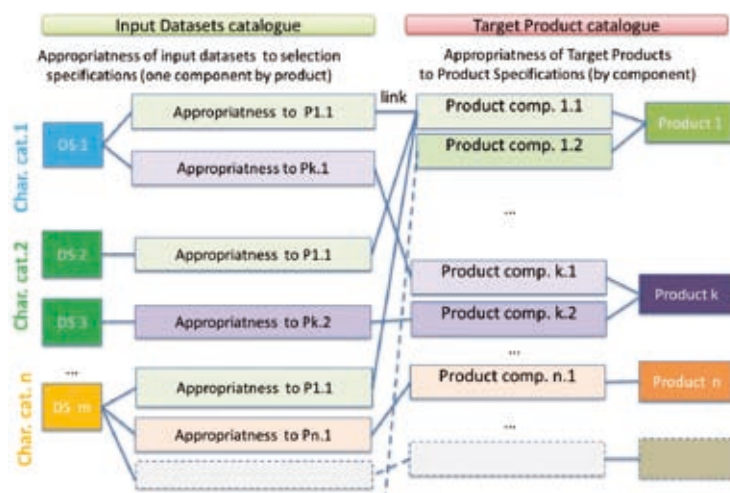 Input Datasets catalogue
Target Product catalogue
Appropriatness of input datasets to selection
specifications (one component by product)
Appropriatness of Target Products
to Product Specifications (by component)
link
Char. cat.1
DS 1
Appropriatness to P1.1
Product comp. 1.1
Product 1
Appropriatness to Pk.1
Product comp. 1.2
...
Char. cat.2
DS 2
Appropriatness to P1.1
Product comp. k.1
Product k
DS 3
Appropriatness to Pk.2
Product comp. k.2
...
...
Char. cat. n
DS m
Appropriatness to P1.1
Product comp. n.1
Product n
Appropriatness to Pn.1
...